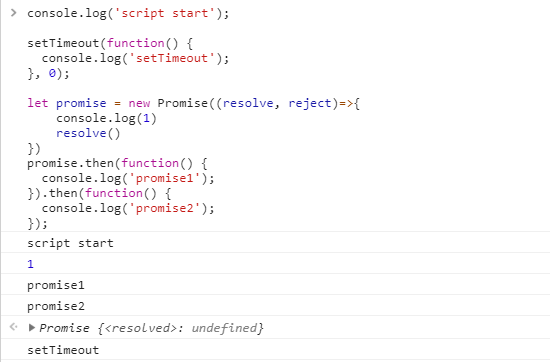 console.log('script start');
setTimeout(function() {
  console.log('setTimeout');
}, 0);
let promise = new Promise((resolve, reject)=>{
    console.log(1)
    resolve()
})
promise.then(function() {
  console.log('promise1');
}).then(function() {
  console.log('promise2');
});
script start
1
promise1
promise2
Promise {<resolved>: undefined}
setTimeout